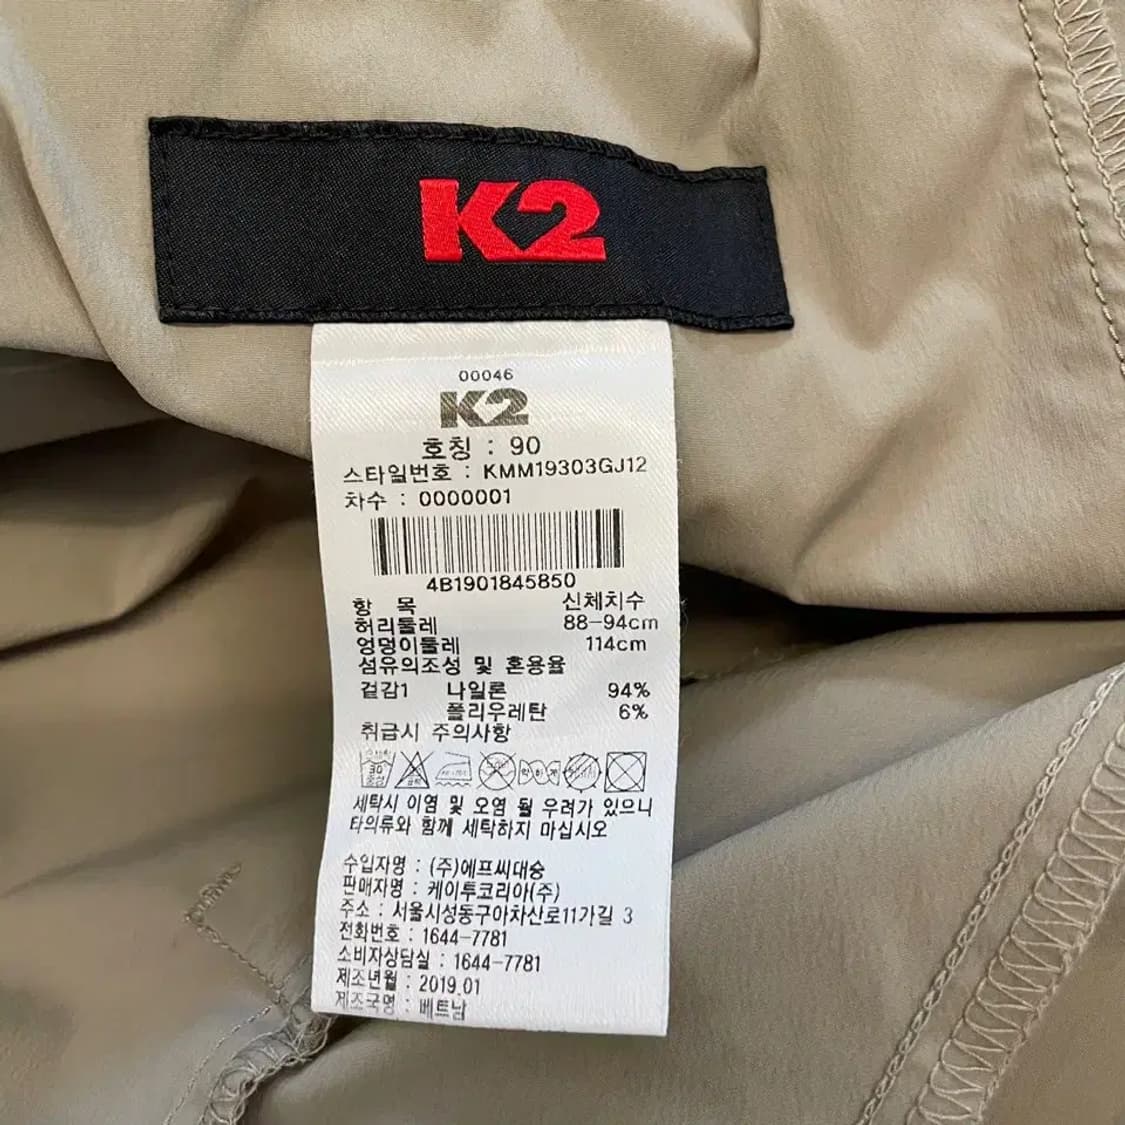 K2
00046
K2
호칭 : 90
스타일번호 : KMM19303GJ12
차수 : 0000001
4B1901845850
항 목 신체치수
허리둘레 88-94cm
엉덩이둘레 114cm
섬유의조성 및 혼용율
겉감1 나일론 94%
폴리우레탄 6%
취급시 주의사항
30 중성
세탁시 이염 및 오염 될 우려가 있으니
타의류와 함께 세탁하지 마십시오
수입자명 : (주)에프씨대승
판매자명 : 케이투코리아(주)
주소 : 서울시성동구아차산로11가길 3
전화번호 : 1644-7781
소비자상담실 : 1644-7781
제조년월 : 2019.01
제조국명 : 베트남